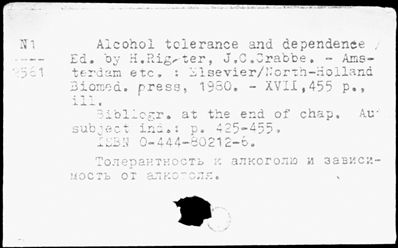 N1 Alcohol tolerance and dependence /
---- Ed. by H.Rigter, J.C.Crabbe. - Ams-
2561 terdam etc. : Elsevier/North-Holland
Biomed. press, 1980. - XVII,455 p.,
ill.
Bibliogr. at the end of chap. Au
subject ind.: p. 425-455.
ISBN 0-444-80212-6.
Толерантность к алкоголю и зависи-
мость от алкоголя.